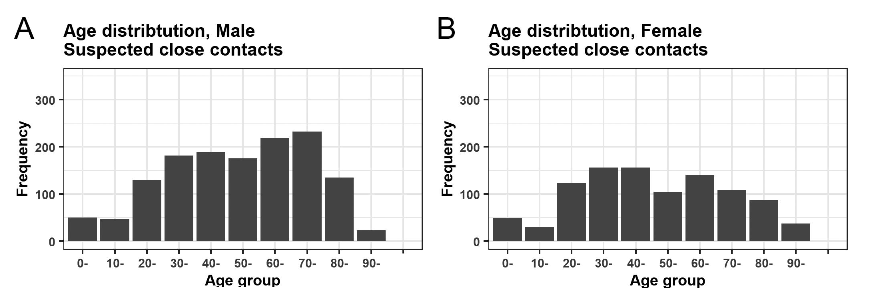 A
Age distribtution, Male
Suspected close contacts
Frequency
300
200
100
0
0- 10- 20- 30- 40- 50- 60- 70- 80- 90-
Age group
B
Age distribtution, Female
Suspected close contacts
Frequency
300
200
100
0
0- 10- 20- 30- 40- 50- 60- 70- 80- 90-
Age group